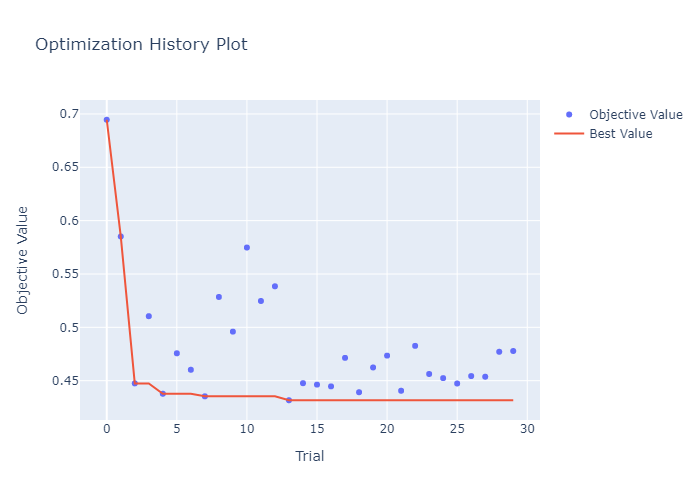 Optimization History Plot
0.7
0.65
0.6
0.55
0.5
0.45
0
5
10
15
20
25
30
Trial
Objective Value
Objective Value
Best Value